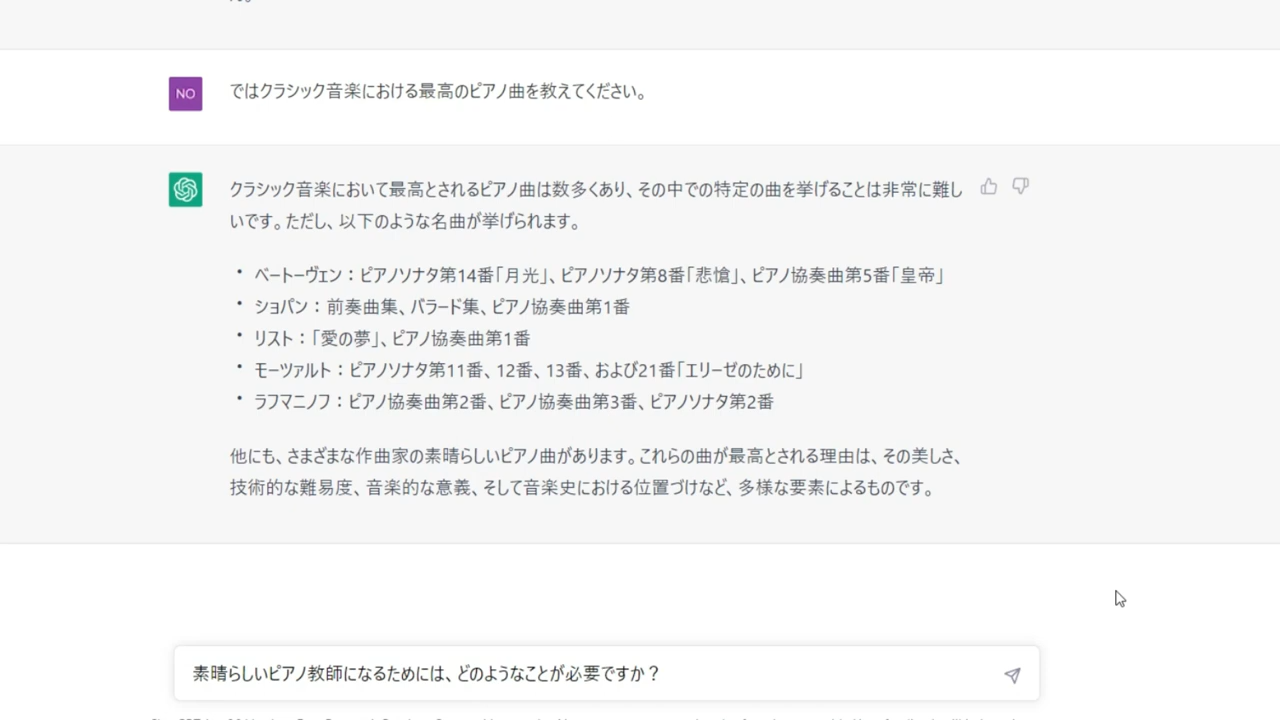 NO
ではクラシック音楽における最高のピアノ曲を教えてください。
クラシック音楽において最高とされるピアノ曲は数多くあり、その中での特定の曲を挙げることは非常に難し
いです。ただし、以下のような名曲が挙げられます。
• ベートーヴェン：ピアノソナタ第14番「月光」、ピアノソナタ第8番「悲愴」、ピアノ協奏曲第5番「皇帝」
• ショパン：前奏曲集、バラード集、ピアノ協奏曲第1番
• リスト：「愛の夢」、ピアノ協奏曲第1番
• モーツァルト：ピアノソナタ第11番、12番、13番、および21番「エリーゼのために」
• ラフマニノフ：ピアノ協奏曲第2番、ピアノ協奏曲第3番、ピアノソナタ第2番
他にも、さまざまな作曲家の素晴らしいピアノ曲があります。これらの曲が最高とされる理由は、その美しさ、
技術的な難易度、音楽的な意義、そして音楽史における位置づけなど、多様な要素によるものです。
素晴らしいピアノ教師になるためには、どのようなことが必要ですか？